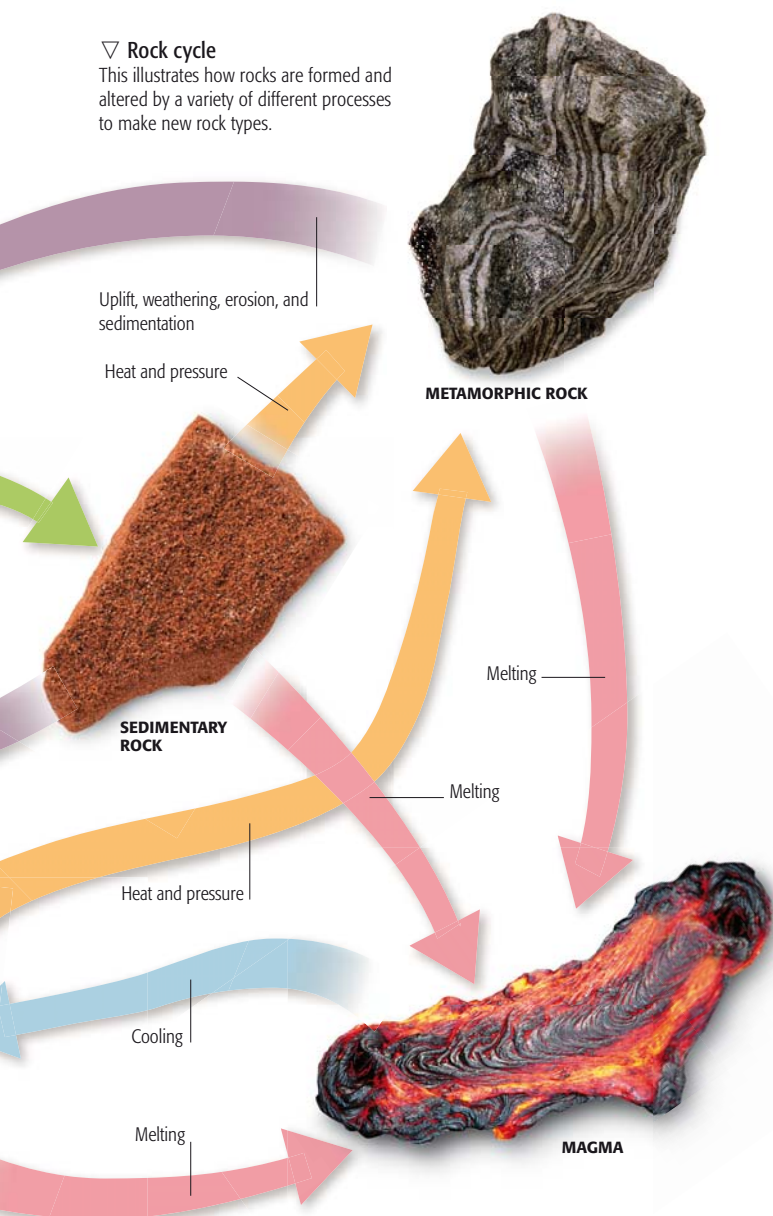 ▽ Rock cycle
This illustrates how rocks are formed and
altered by a variety of different processes
to make new rock types.
Uplift, weathering, erosion, and
sedimentation
Heat and pressure
METAMORPHIC ROCK
SEDIMENTARY
ROCK
Melting
Melting
Heat and pressure
Cooling
Melting
MAGMA